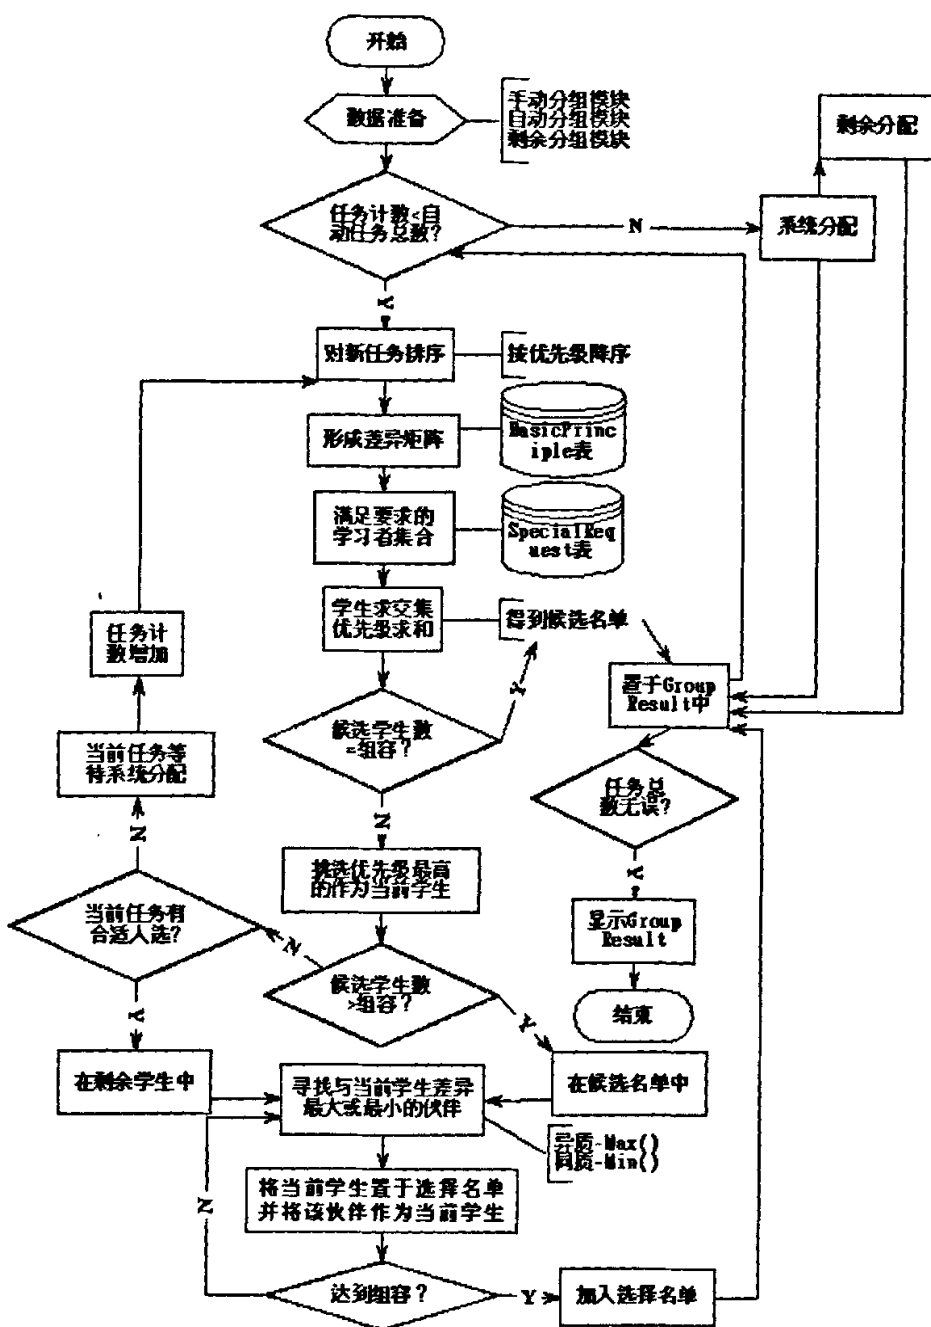 开始
数据准备
手动分组模块
自动分组模块
剩余分组模块
剩余分配
任务计数<自
动任务总数?
N
系统分配
Y
对新任务排序
按优先级降序
形成差异矩阵
BasicPrinc
iple表
满足要求的
学习者集合
SpecialReq
uest表
学生求交集
优先级求和
得到候选名单
任务计
数增加
Y
置于Group
Result中
候选学生数
=组容?
当前任务等
待系统分配
任务总
数无误?
N
N
挑选优先级最高
的作为当前学生
Y
当前任务有
合适人选?
N
显示Group
Result
候选学生数
>组容?
Y
Y
结束
在剩余学生中
寻找与当前学生差异
最大或最小的伙伴
在候选名单中
异质-Max()
同质-Min()
N
将当前学生置于选择名单
并将该伙伴作为当前学生
达到组容?
Y
加入选择名单